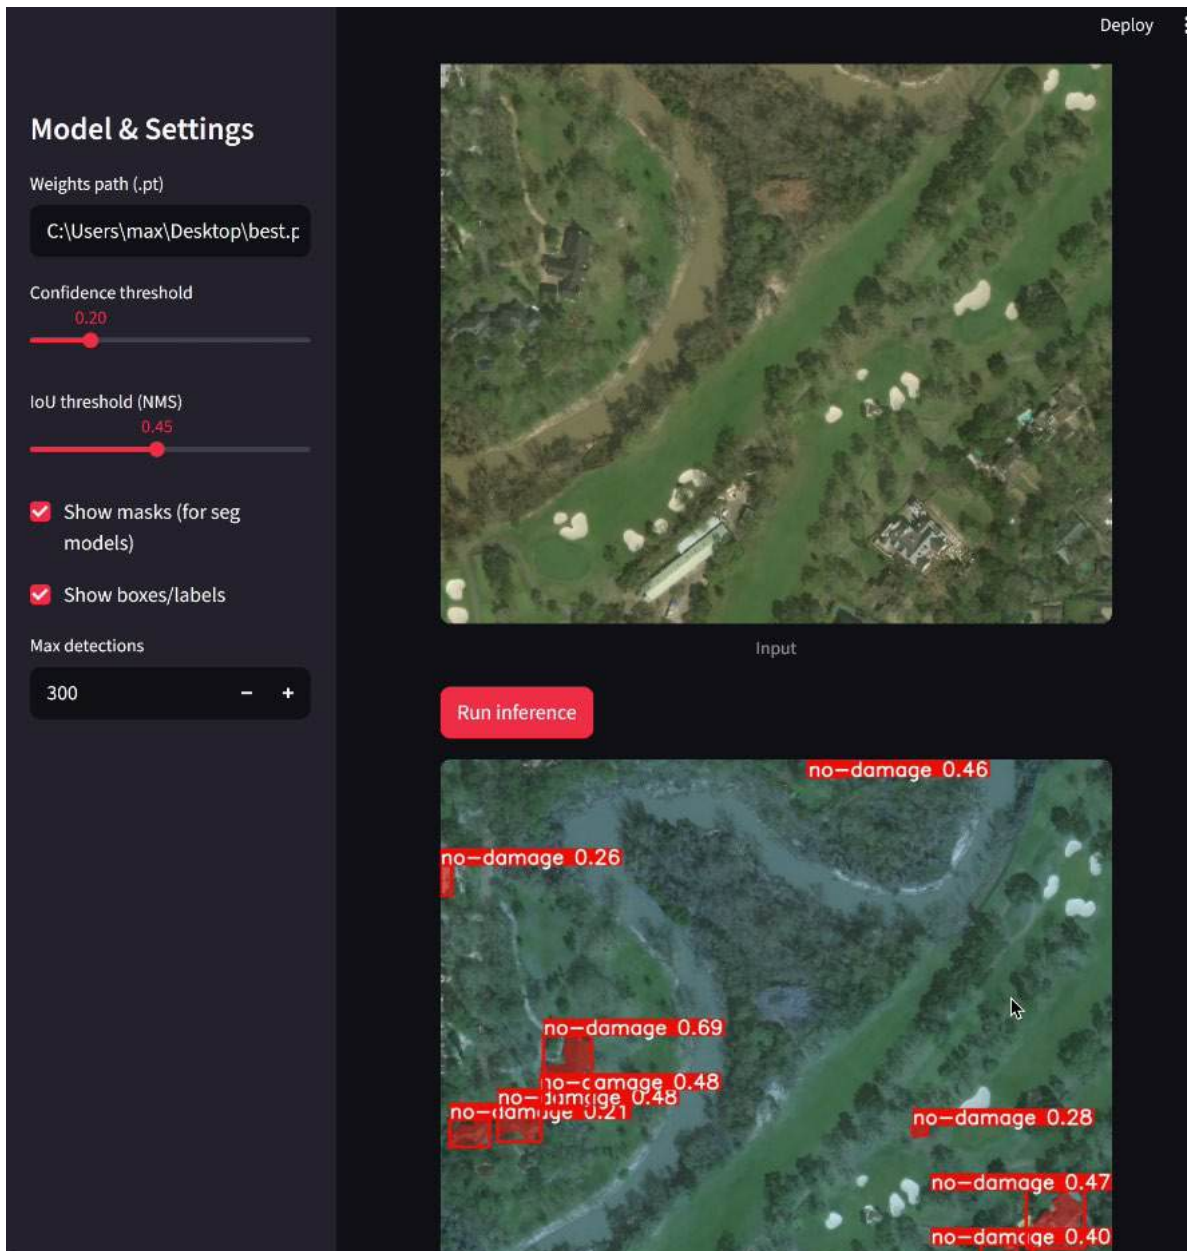 Deploy
Model & Settings
Weights path (.pt)
C:\Users\max\Desktop\best.p
Confidence threshold
0.20
IoU threshold (NMS)
0.45
Show masks (for seg
models)
Show boxes/labels
Max detections
300
Input
Run inference
no-damage 0.46
no-damage 0.26
no-damage 0.69
no-damage 0.48
no-damage 0.48
no-damage 0.21
no-damage 0.28
no-damage 0.47
no-damage 0.40